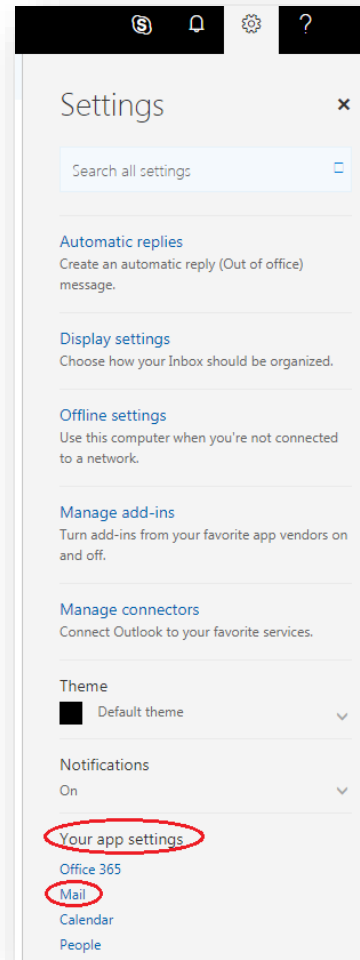 ?
Settings
×
Search all settings
Automatic replies
Create an automatic reply (Out of office)
message.
Display settings
Choose how your Inbox should be organized.
Offline settings
Use this computer when you're not connected
to a network.
Manage add-ins
Turn add-ins from your favorite app vendors on
and off.
Manage connectors
Connect Outlook to your favorite services.
Theme
Default theme
Notifications
On
Your app settings
Office 365
Mail
Calendar
People